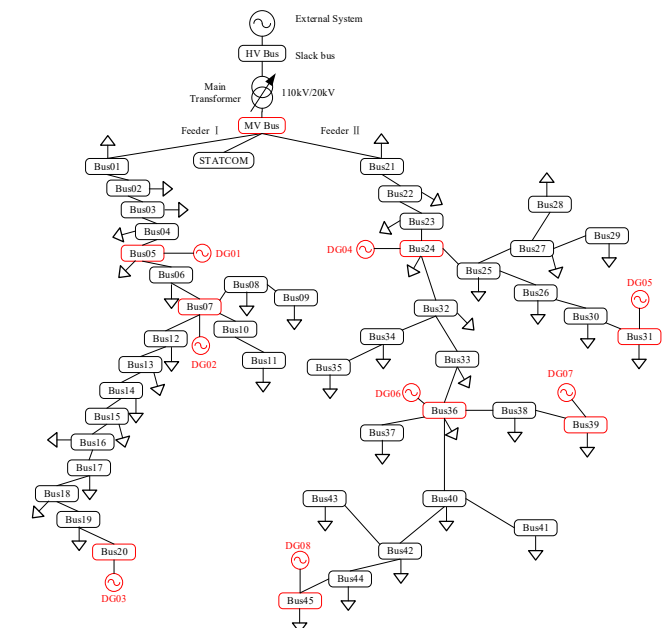 External System
HV Bus
Slack bus
Main
Transformer
110kV/20kV
MV Bus
Feeder Ⅰ
Feeder Ⅱ
STATCOM
Bus01
Bus21
Bus02
Bus22
Bus03
Bus23
Bus28
Bus04
Bus29
Bus05
DG01
DG04
Bus24
Bus27
Bus06
Bus25
Bus08
Bus26
DG05
Bus09
Bus07
Bus32
Bus30
Bus10
Bus12
Bus34
Bus31
DG02
Bus13
Bus11
Bus35
Bus33
DG07
Bus14
DG06
Bus15
Bus36
Bus38
Bus39
Bus16
Bus37
Bus17
Bus18
Bus43
Bus40
Bus19
Bus41
DG08
Bus20
Bus42
Bus44
DG03
Bus45